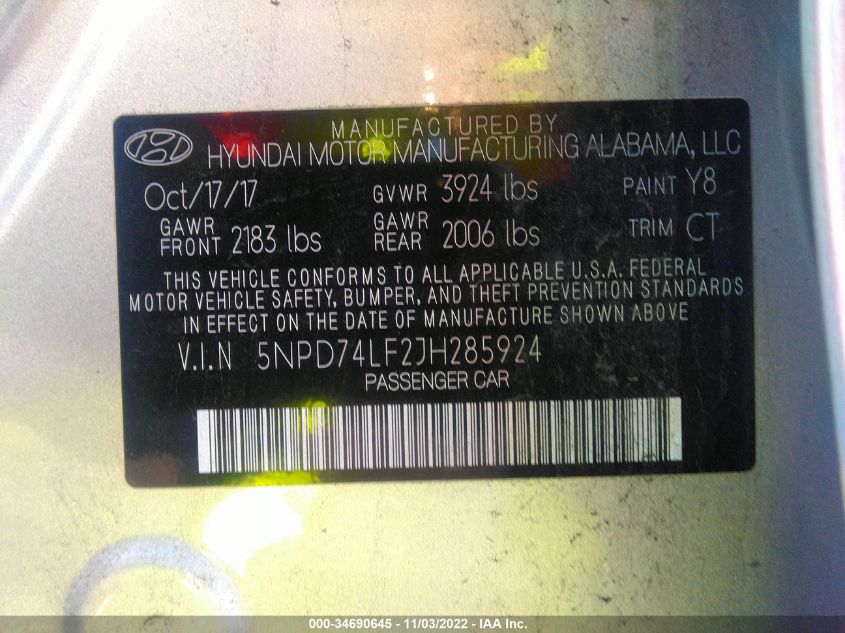 MANUFACTURED BY
HYUNDAI MOTOR MANUFACTURING ALABAMA, LLC
Oct/17/17 GVWR 3924 lbs PAINT Y8
GAWR FRONT 2183 lbs GAWR REAR 2006 lbs TRIM CT
THIS VEHICLE CONFORMS TO ALL APPLICABLE U.S.A. FEDERAL
MOTOR VEHICLE SAFETY, BUMPER, AND THEFT PREVENTION STANDARDS
IN EFFECT ON THE DATE OF MANUFACTURE SHOWN ABOVE
V.I.N 5NPD74LF2JH285924
PASSENGER CAR
000-34690645 - 11/03/2022 - IAA Inc.